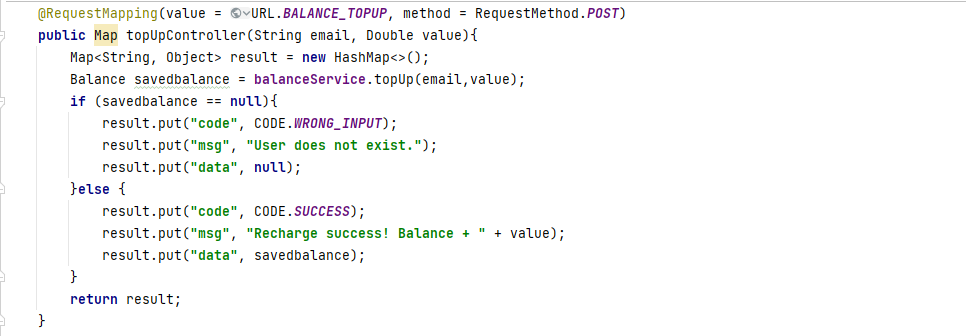 @RequestMapping(value = URL.BALANCE_TOPUP, method = RequestMethod.POST)
public Map topUpController(String email, Double value){
    Map<String, Object> result = new HashMap<>();
    Balance savedbalance = balanceService.topUp(email,value);
    if (savedbalance == null){
        result.put("code", CODE.WRONG_INPUT);
        result.put("msg", "User does not exist.");
        result.put("data", null);
    }else {
        result.put("code", CODE.SUCCESS);
        result.put("msg", "Recharge success! Balance + " + value);
        result.put("data", savedbalance);
    }
    return result;
}